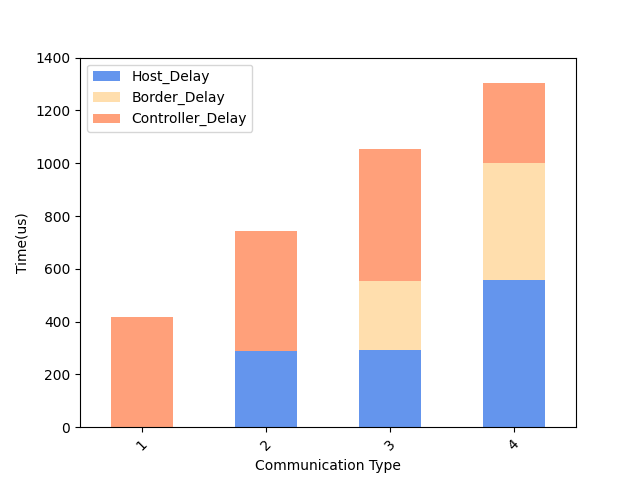 1400
1200
1000
800
600
400
200
0
Time(us)
Host_Delay
Border_Delay
Controller_Delay
1
2
3
4
Communication Type